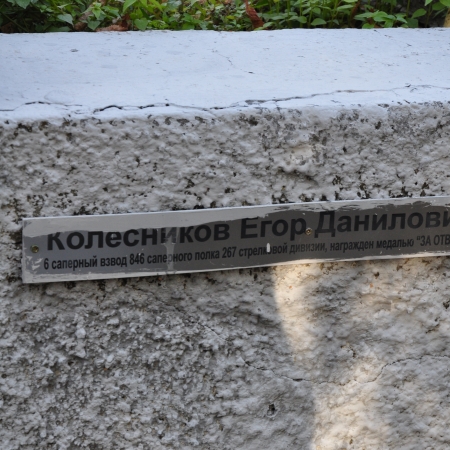 Колесников Егор Данилови
6 саперный взвод 846 саперного полка 267 стрелковой дивизии, награжден медалью "ЗА ОТВ